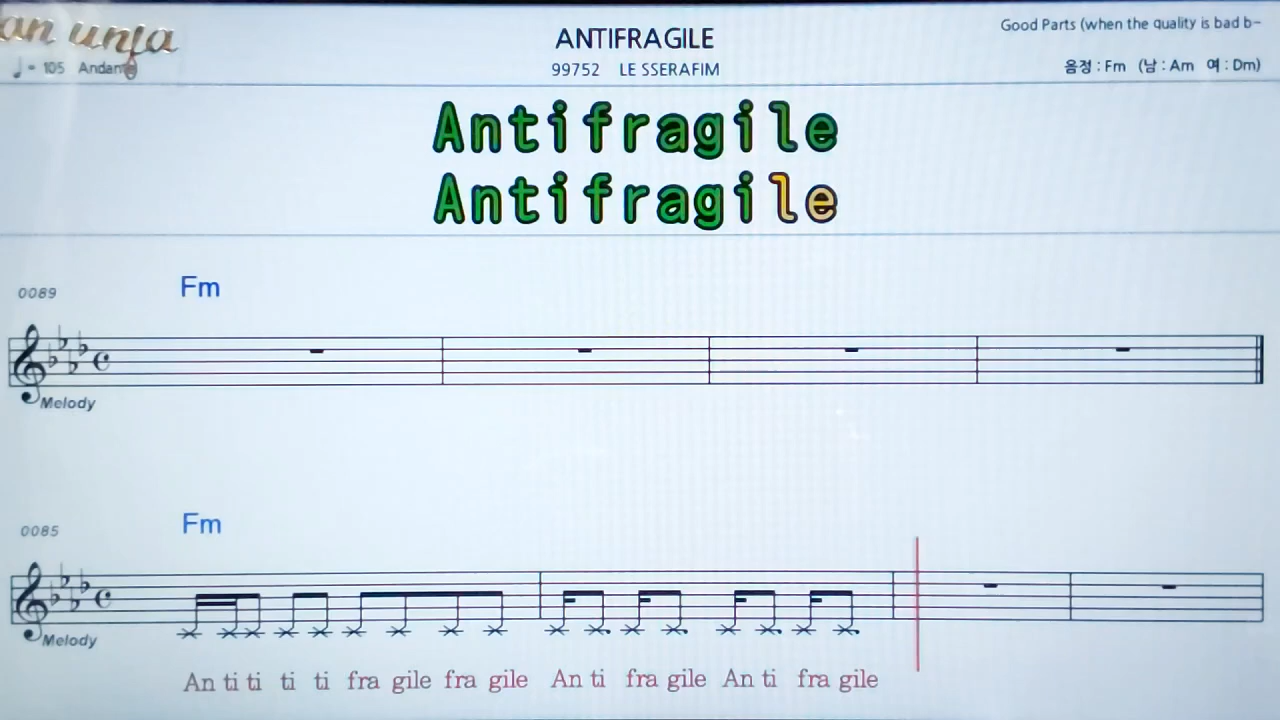 an unja
♩ = 105 Andante
ANTIFRAGILE
99752 LE SSERAFIM
Good Parts (when the quality is bad b~
음정 : Fm (남 : Am 여 : Dm)
Antifragile
Antifragile
0089 Fm
Melody
0085 Fm
Melody
An ti ti ti ti fra gile fra gile An ti fra gile An ti fra gile